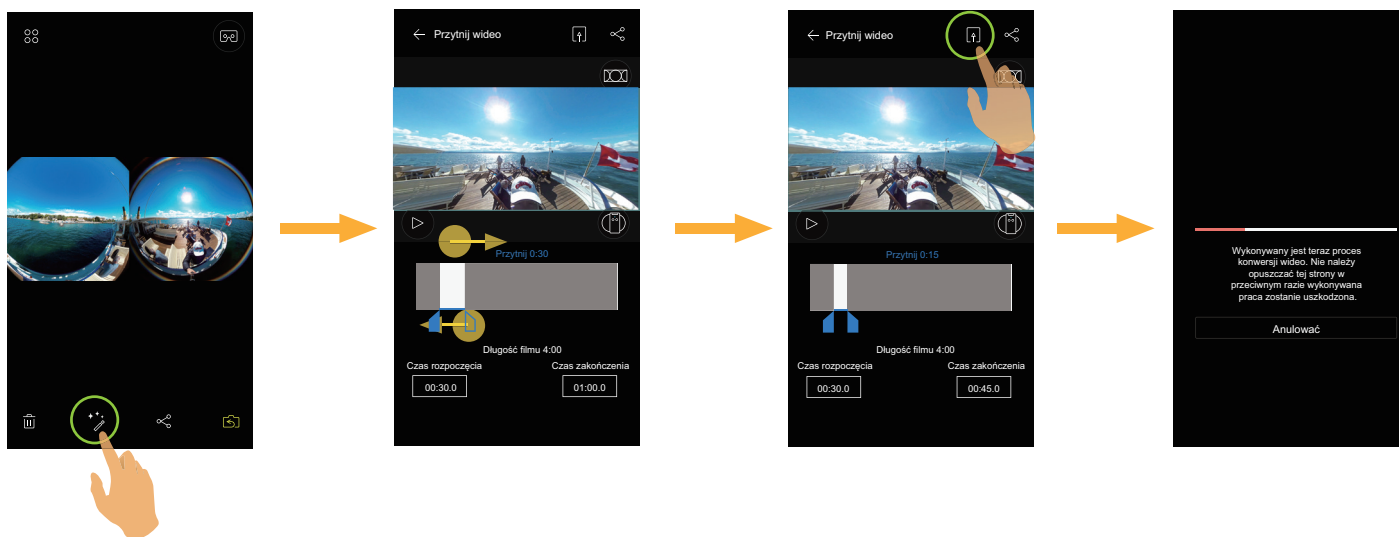 Przytnij wideo
Przytnij 0:30
Długość filmu 4:00
Czas rozpoczęcia Czas zakończenia
00:30.0 01:00.0
Przytnij wideo
Przytnij 0:15
Długość filmu 4:00
Czas rozpoczęcia Czas zakończenia
00:30.0 00:45.0
Wykonywany jest teraz proces
konwersji wideo. Nie należy
opuszczać tej strony w
przeciwnym razie wykonywana
praca zostanie uszkodzona.
Anulować